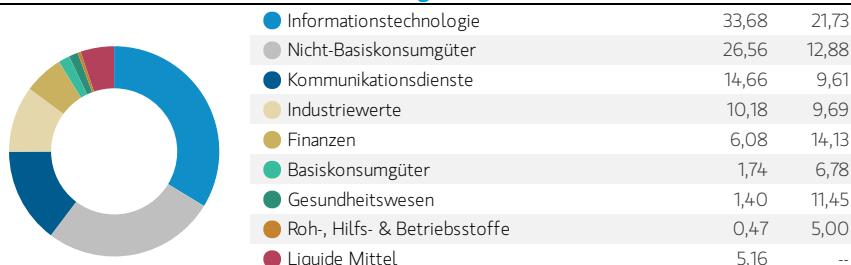 Informationstechnologie 33,68 21,73
Nicht-Basiskonsumgüter 26,56 12,88
Kommunikationsdienste 14,66 9,61
Industriewerte 10,18 9,69
Finanzen 6,08 14,13
Basiskonsumgüter 1,74 6,78
Gesundheitswesen 1,40 11,45
Roh-, Hilfs- & Betriebsstoffe 0,47 5,00
Liquide Mittel 5,16 --